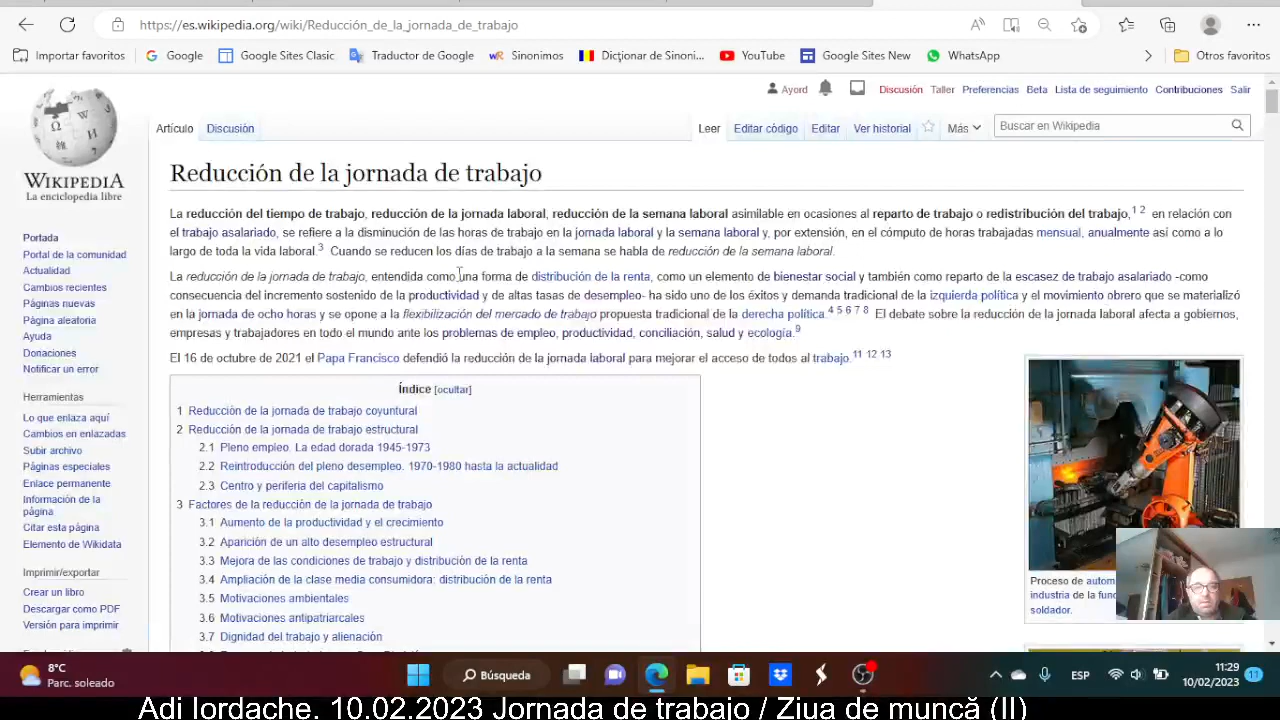 https://es.wikipedia.org/wiki/Reducción_de_la_jornada_de_trabajo
Importar favoritos
Google
Google Sites Clasic
Traductor de Google
Sinonimos
Dicționar de Sinoni...
YouTube
Google Sites New
WhatsApp
Otros favoritos
WIKIPEDIA
La enciclopedia libre
Ayord
Discusión
Taller
Preferencias
Beta
Lista de seguimiento
Contribuciones
Salir
Artículo
Discusión
Leer
Editar código
Editar
Ver historial
Más
Buscar en Wikipedia
Reducción de la jornada de trabajo
La reducción del tiempo de trabajo, reducción de la jornada laboral, reducción de la semana laboral asimilable en ocasiones al reparto de trabajo o redistribución del trabajo,1 2 en relación con
el trabajo asalariado, se refiere a la disminución de las horas de trabajo en la jornada laboral y la semana laboral y, por extensión, en el cómputo de horas trabajadas mensual, anualmente así como a lo
largo de toda la vida laboral.3 Cuando se reducen los días de trabajo a la semana se habla de reducción de la semana laboral.
La reducción de la jornada de trabajo, entendida como una forma de distribución de la renta, como un elemento de bienestar social y también como reparto de la escasez de trabajo asalariado -como
consecuencia del incremento sostenido de la productividad y de altas tasas de desempleo- ha sido uno de los éxitos y demanda tradicional de la izquierda política y el movimiento obrero que se materializó
en la jornada de ocho horas y se opone a la flexibilización del mercado de trabajo propuesta tradicional de la derecha política.4 5 6 7 8 El debate sobre la reducción de la jornada laboral afecta a gobiernos,
empresas y trabajadores en todo el mundo ante los problemas de empleo, productividad, conciliación, salud y ecología.9
El 16 de octubre de 2021 el Papa Francisco defendió la reducción de la jornada laboral para mejorar el acceso de todos al trabajo.11 12 13
Índice [ocultar]
1 Reducción de la jornada de trabajo coyuntural
2 Reducción de la jornada de trabajo estructural
2.1 Pleno empleo. La edad dorada 1945-1973
2.2 Reintroducción del pleno desempleo. 1970-1980 hasta la actualidad
2.3 Centro y periferia del capitalismo
3 Factores de la reducción de la jornada de trabajo
3.1 Aumento de la productividad y el crecimiento
3.2 Aparición de un alto desempleo estructural
3.3 Mejora de las condiciones de trabajo y distribución de la renta
3.4 Ampliación de la clase media consumidora: distribución de la renta
3.5 Motivaciones ambientales
3.6 Motivaciones antipatriarcales
3.7 Dignidad del trabajo y alienación
Proceso de autom
industria de la func
soldador.
Portada
Portal de la comunidad
Actualidad
Cambios recientes
Páginas nuevas
Página aleatoria
Ayuda
Donaciones
Notificar un error
Herramientas
Lo que enlaza aquí
Cambios en enlazadas
Subir archivo
Páginas especiales
Enlace permanente
Información de la
página
Citar esta página
Elemento de Wikidata
Imprimir/exportar
Crear un libro
Descargar como PDF
Versión para imprimir
8°C
Parc. soleado
Búsqueda
ESP
11:29
10/02/2023
11
Adi Iordache. 10.02.2023 Jornada de trabajo / Ziua de muncă (II)